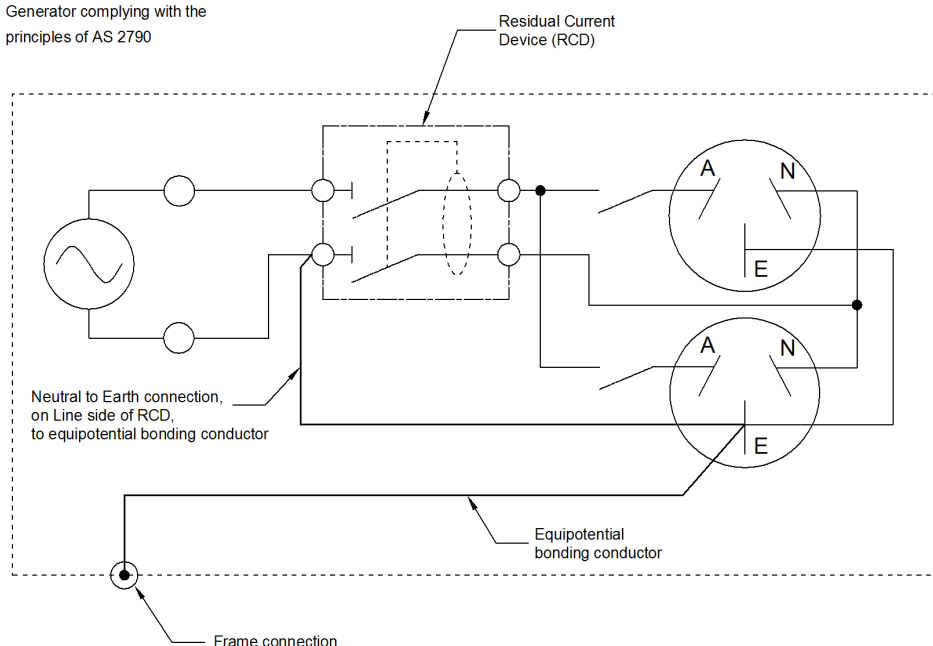 Generator complying with the
principles of AS 2790
Residual Current
Device (RCD)
A
N
E
A
N
E
Neutral to Earth connection,
on Line side of RCD,
to equipotential bonding conductor
Equipotential
bonding conductor
Frame connection